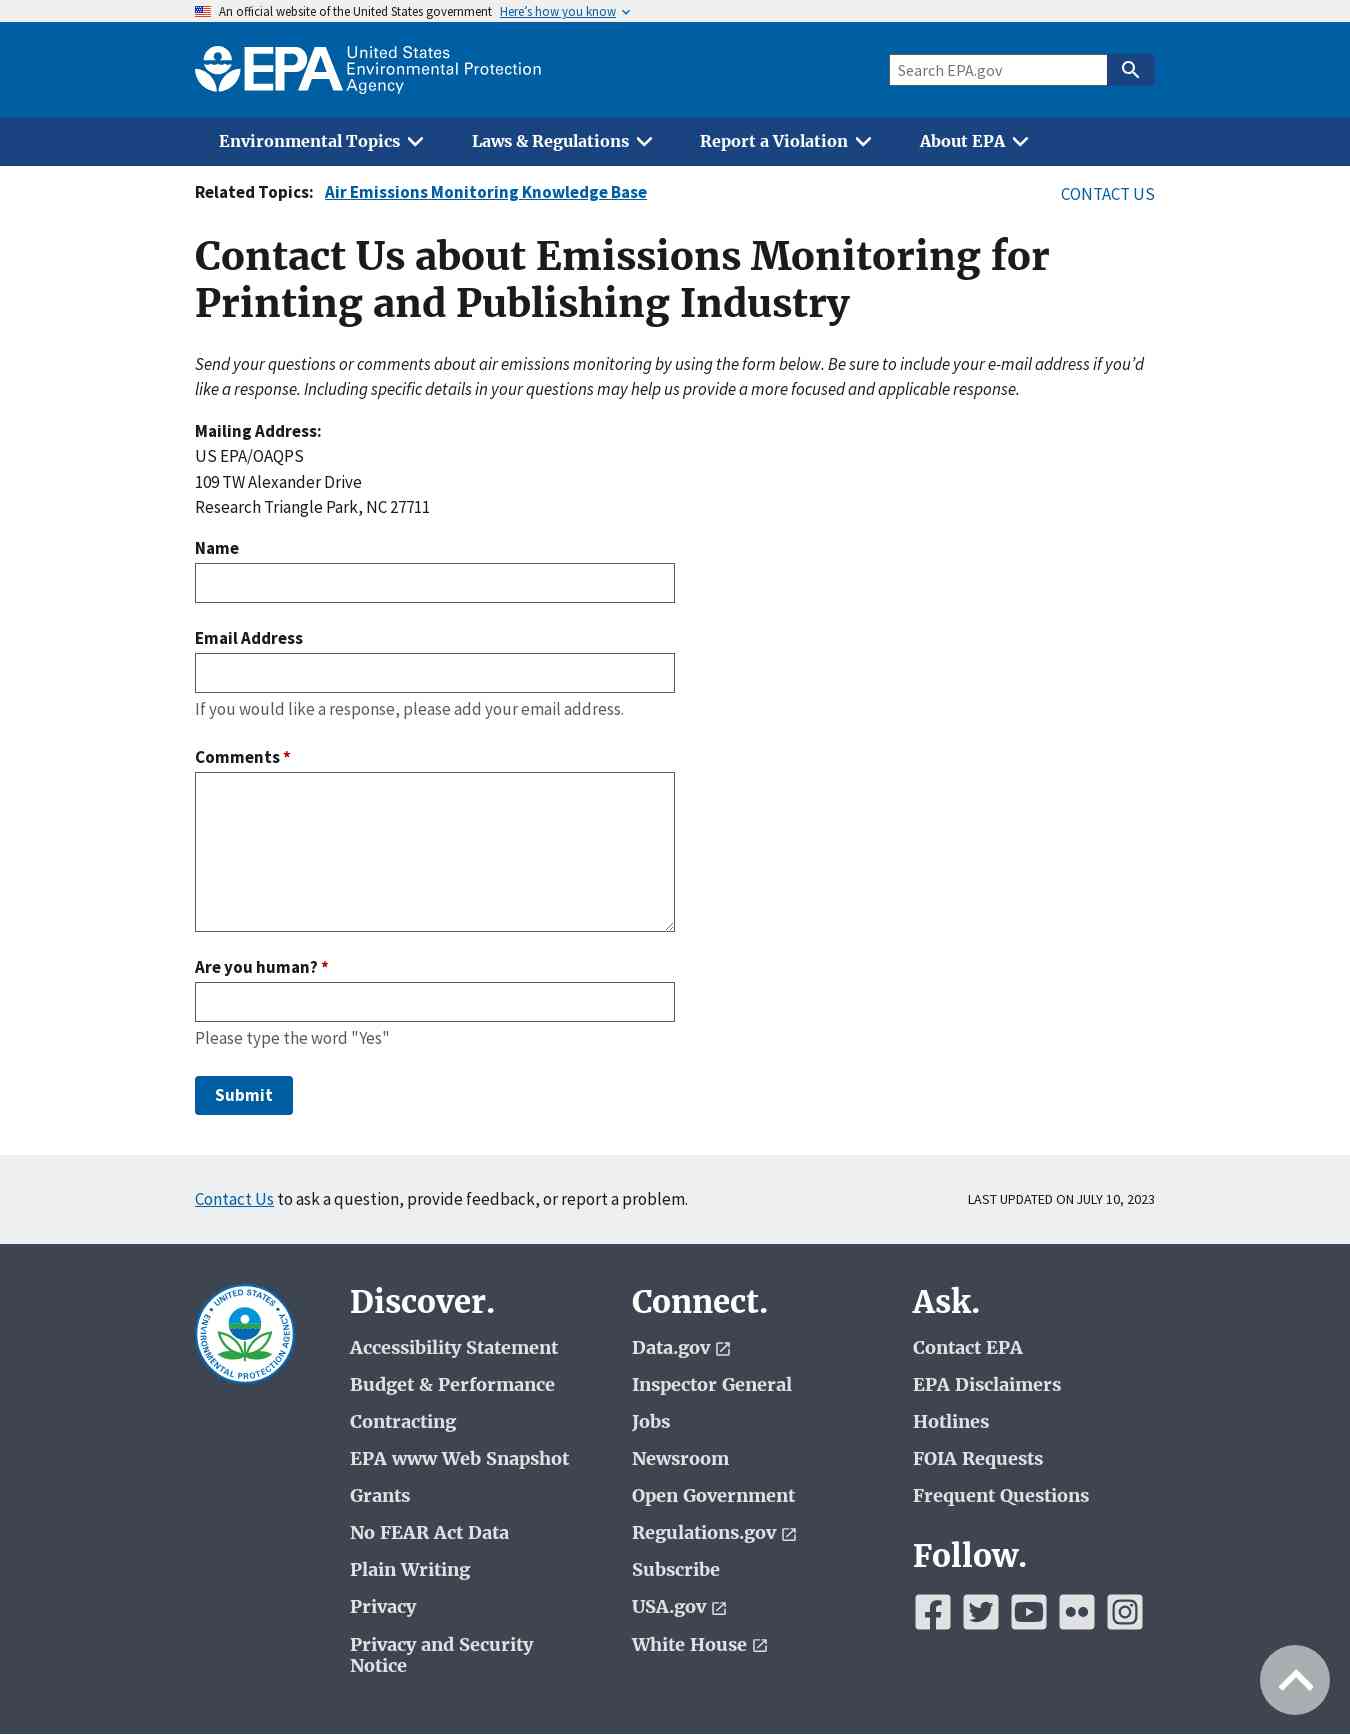 An official website of the United States government Here's how you know
EPA United States
Environmental Protection
Agency
Search EPA.gov
Environmental Topics Laws & Regulations Report a Violation About EPA
Related Topics: Air Emissions Monitoring Knowledge Base CONTACT US
Contact Us about Emissions Monitoring for
Printing and Publishing Industry
Send your questions or comments about air emissions monitoring by using the form below. Be sure to include your e-mail address if you'd
like a response. Including specific details in your questions may help us provide a more focused and applicable response.
Mailing Address:
US EPA/OAQPS
109 TW Alexander Drive
Research Triangle Park, NC 27711
Name
Email Address
If you would like a response, please add your email address.
Comments *
Are you human? *
Please type the word "Yes"
Submit
Contact Us to ask a question, provide feedback, or report a problem. LAST UPDATED ON JULY 10, 2023
UNITED STATES
ENVIRONMENTAL PROTECTION AGENCY
Discover.
Accessibility Statement
Budget & Performance
Contracting
EPA www Web Snapshot
Grants
No FEAR Act Data
Plain Writing
Privacy
Privacy and Security
Notice
Connect.
Data.gov
Inspector General
Jobs
Newsroom
Open Government
Regulations.gov
Subscribe
USA.gov
White House
Ask.
Contact EPA
EPA Disclaimers
Hotlines
FOIA Requests
Frequent Questions
Follow.